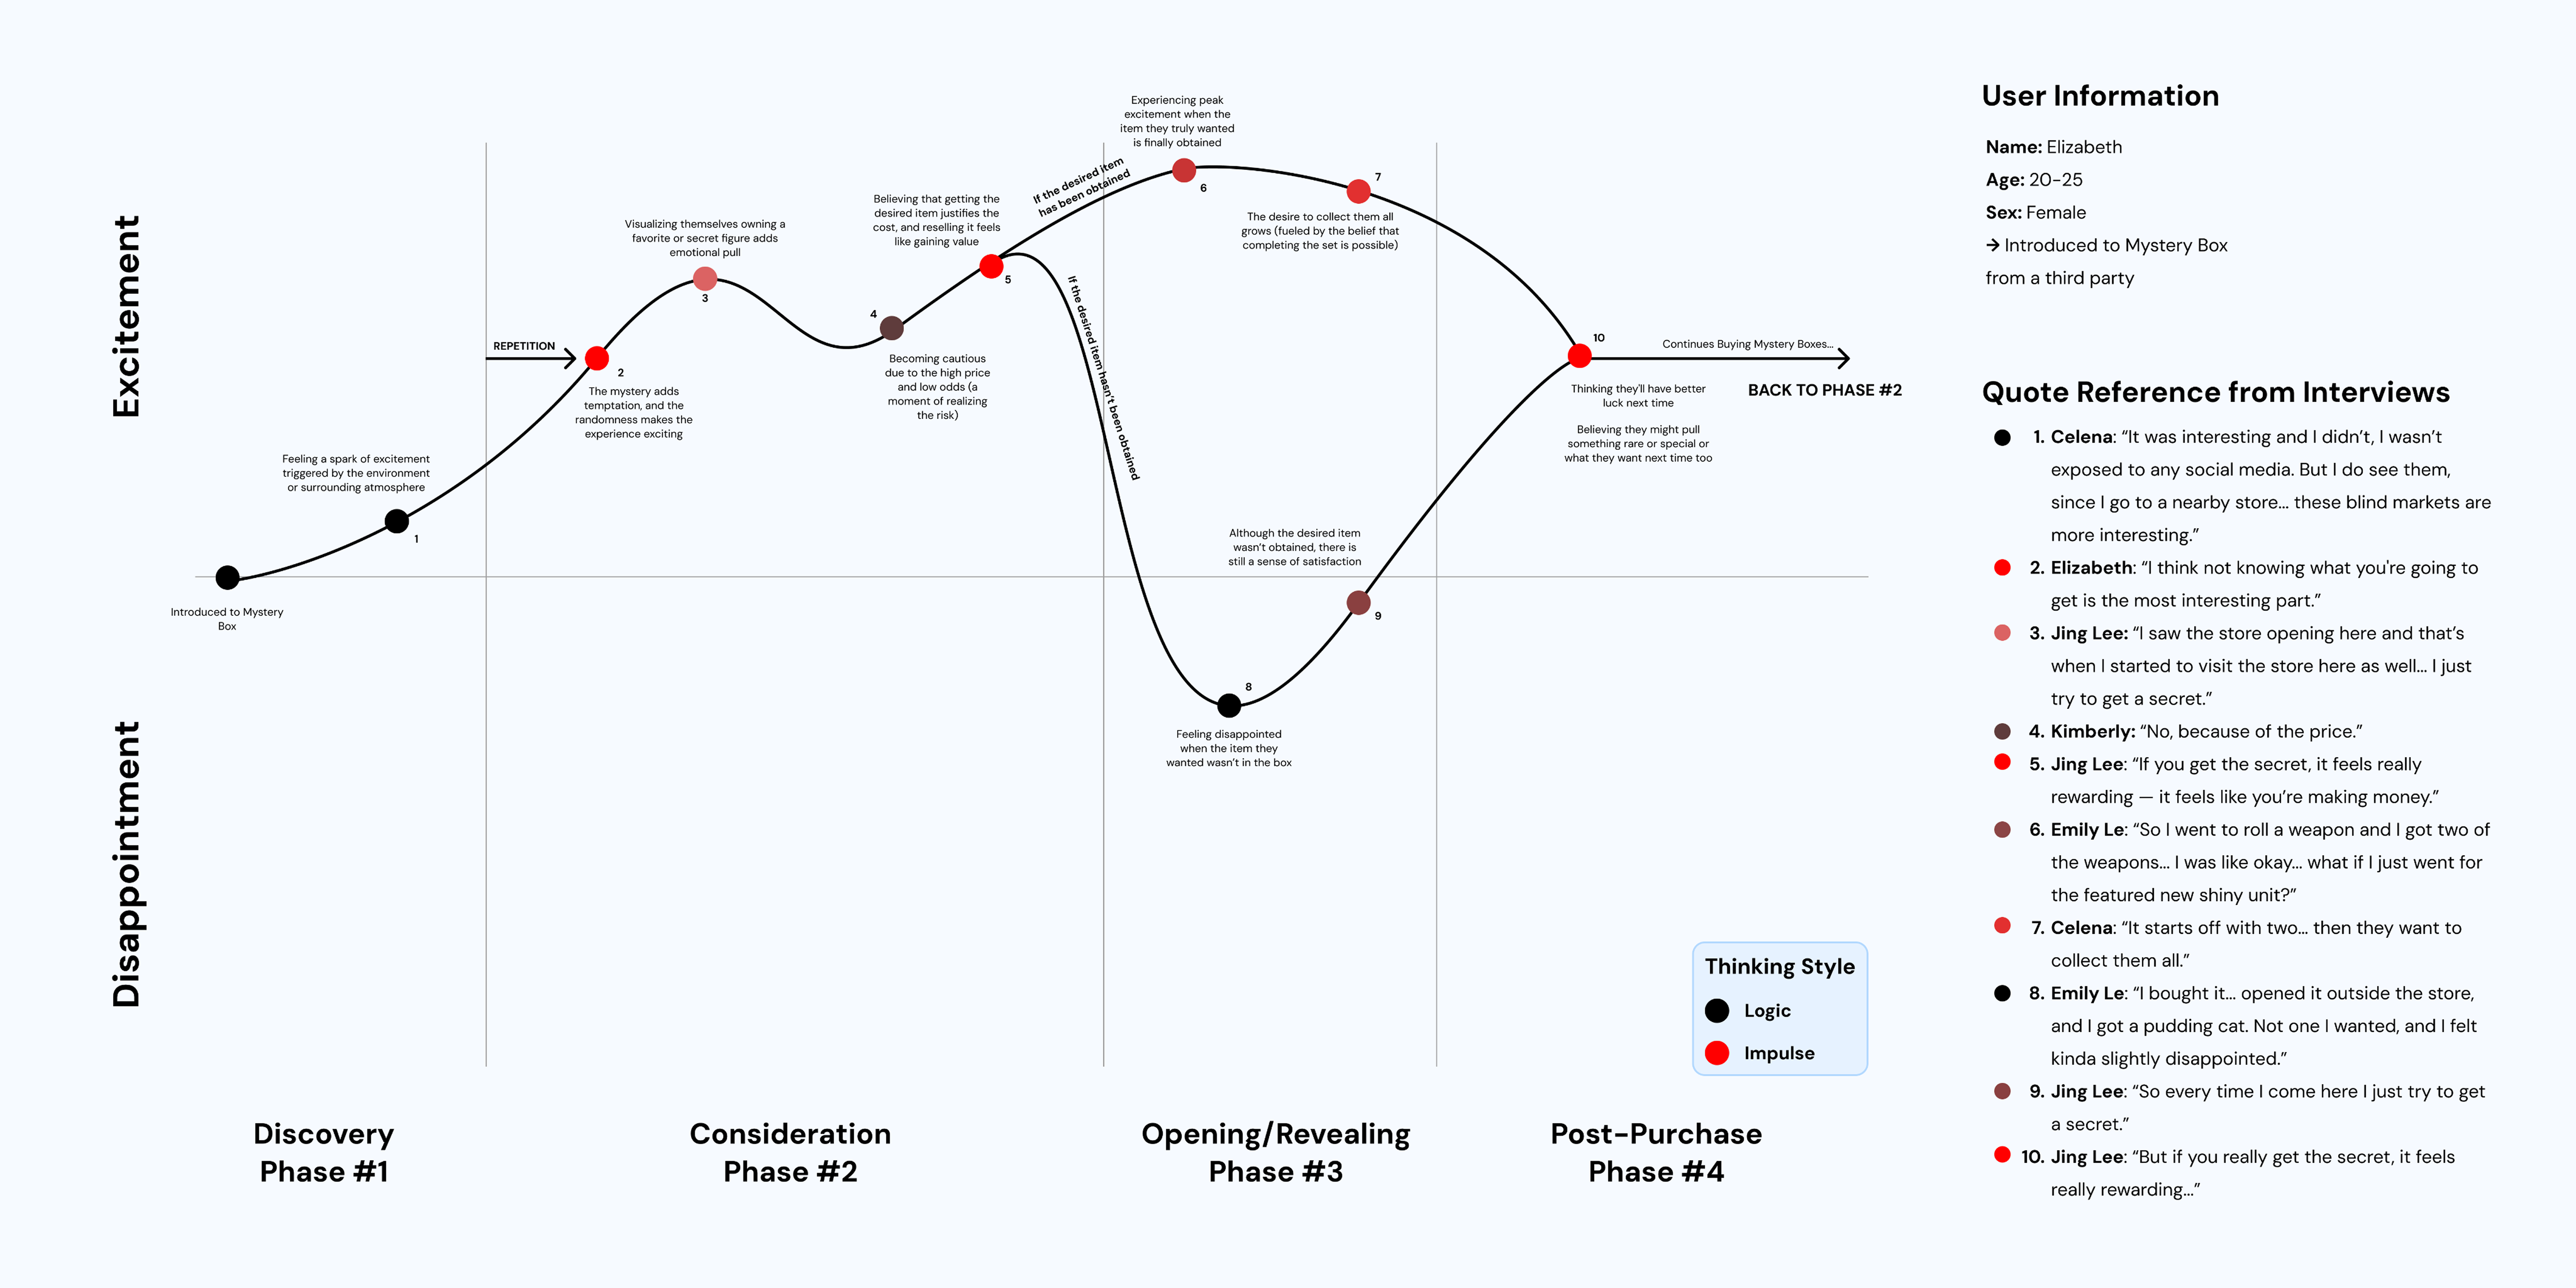 Excitement
Disappointment
Introduced to Mystery
Box
Feeling a spark of excitement
triggered by the environment
or surrounding atmosphere
1
REPETITION
2
The mystery adds
temptation, and the
randomness makes the
experience exciting
Visualizing themselves owning a
favorite or secret figure adds
emotional pull
3
4
Becoming cautious
due to the high price
and low odds (a
moment of realizing
the risk)
Believing that getting the
desired item justifies the
cost, and reselling it feels
like gaining value
5
If the desired item
has been obtained
If the desired item hasn't been obtained
Experiencing peak
excitement when the
item they truly wanted
is finally obtained
6
7
The desire to collect them all
grows (fueled by the belief that
completing the set is possible)
8
Feeling disappointed
when the item they
wanted wasn't in the box
Although the desired item
wasn't obtained, there is
still a sense of satisfaction
9
10
Continues Buying Mystery Boxes...
BACK TO PHASE #2
Thinking they'll have better
luck next time
Believing they might pull
something rare or special or
what they want next time too
Thinking Style
Logic
Impulse
Discovery
Phase #1
Consideration
Phase #2
Opening/Revealing
Phase #3
Post-Purchase
Phase #4
User Information
Name: Elizabeth
Age: 20-25
Sex: Female
→ Introduced to Mystery Box
from a third party
Quote Reference from Interviews
1. Celena: “It was interesting and I didn’t, I wasn’t
exposed to any social media. But I do see them,
since I go to a nearby store... these blind markets are
more interesting.”
2. Elizabeth: “I think not knowing what you're going to
get is the most interesting part.”
3. Jing Lee: “I saw the store opening here and that’s
when I started to visit the store here as well... I just
try to get a secret.”
4. Kimberly: “No, because of the price.”
5. Jing Lee: “If you get the secret, it feels really
rewarding — it feels like you’re making money.”
6. Emily Le: “So I went to roll a weapon and I got two of
the weapons... I was like okay... what if I just went for
the featured new shiny unit?”
7. Celena: “It starts off with two... then they want to
collect them all.”
8. Emily Le: “I bought it... opened it outside the store,
and I got a pudding cat. Not one I wanted, and I felt
kinda slightly disappointed.”
9. Jing Lee: “So every time I come here I just try to get
a secret.”
10. Jing Lee: “But if you really get the secret, it feels
really rewarding...”